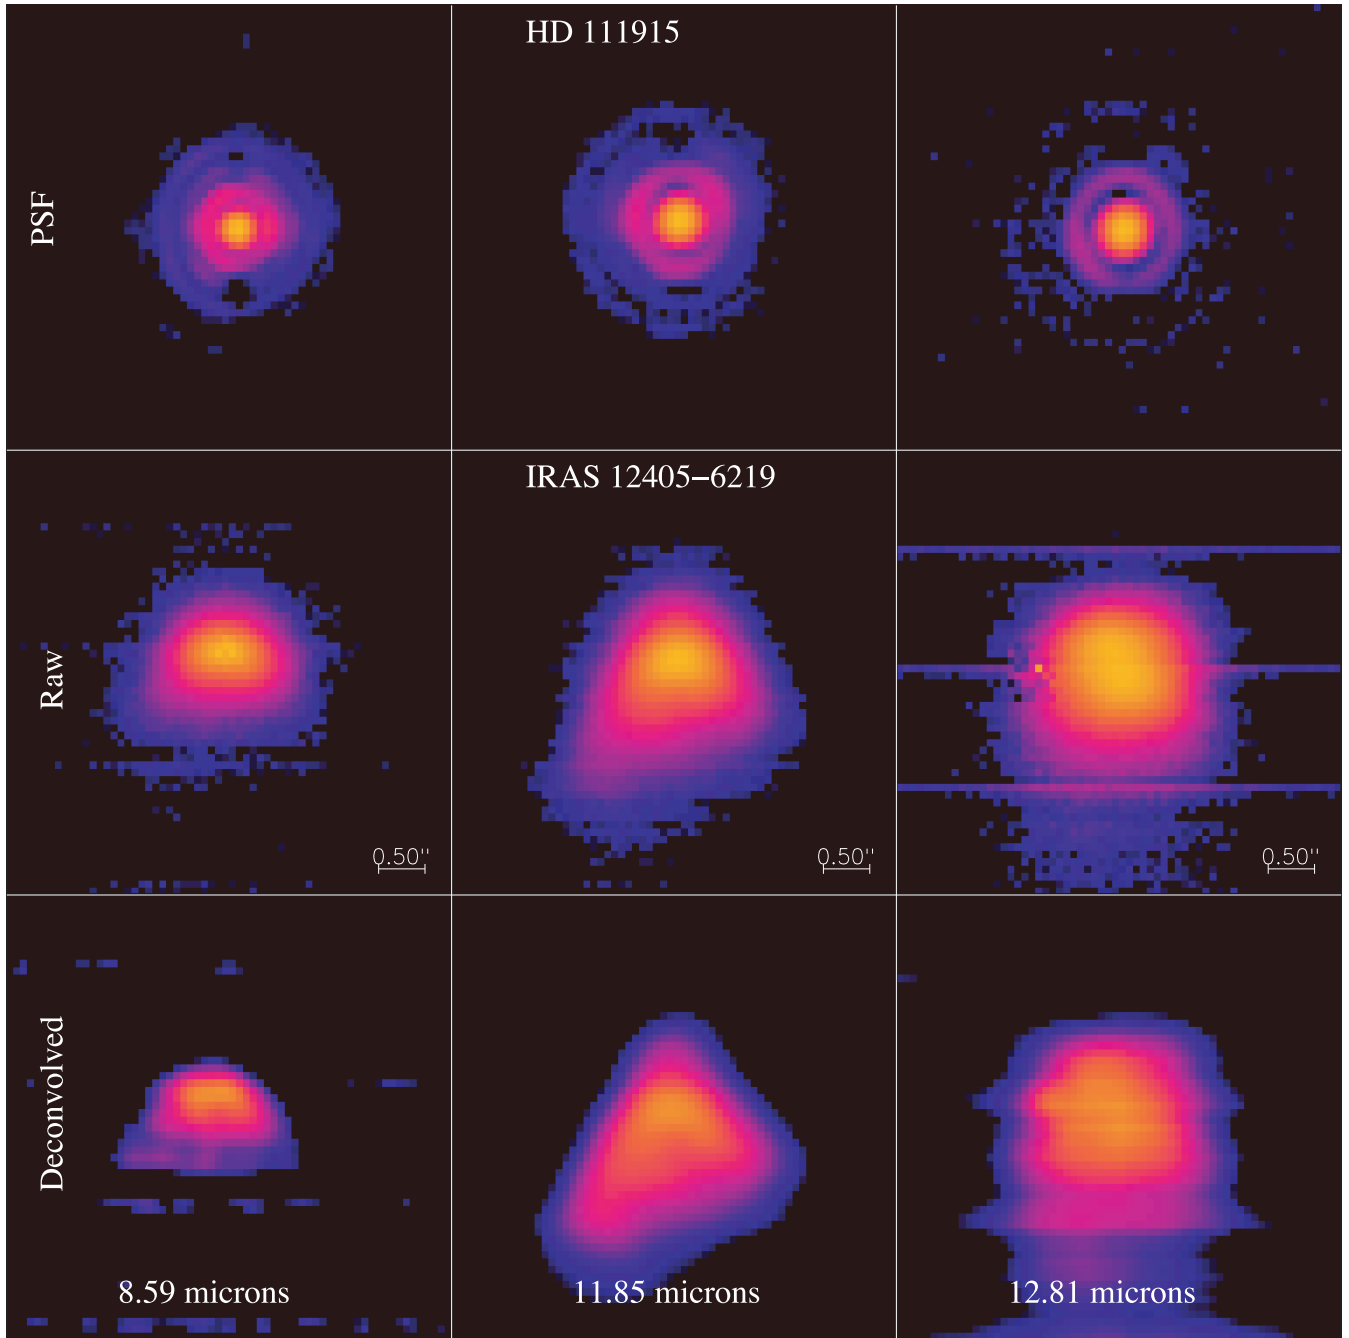 HD 111915
PSF
IRAS 12405−6219
Raw
0.50"
0.50"
0.50"
Deconvolved
8.59 microns
11.85 microns
12.81 microns